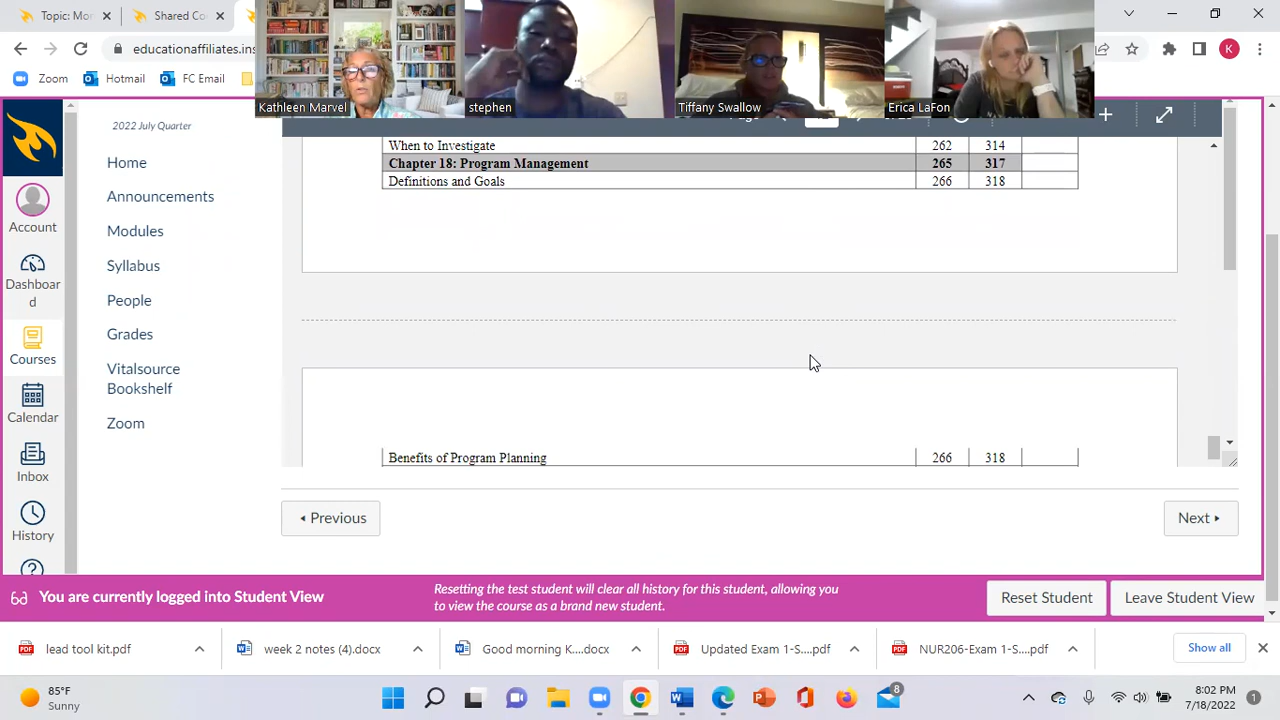 Topic: Mo
Shared Co
educationaffiliates.ins
K
Zoom
Hotmail
FC Email
Kathleen Marvel
stephen
Tiffany Swallow
Erica LaFon
2022 July Quarter
Home
Announcements
Modules
Syllabus
People
Grades
Vitalsource
Bookshelf
Zoom
Account
Dashboar
d
Courses
Calendar
Inbox
History
When to Investigate 262 314
Chapter 18: Program Management 265 317
Definitions and Goals 266 318
Benefits of Program Planning 266 318
Previous
Next
You are currently logged into Student View
Resetting the test student will clear all history for this student, allowing you
to view the course as a brand new student.
Reset Student
Leave Student View
lead tool kit.pdf
week 2 notes (4).docx
Good morning K....docx
Updated Exam 1-S....pdf
NUR206-Exam 1-S....pdf
Show all
85°F
Sunny
8
8:02 PM
7/18/2022
1